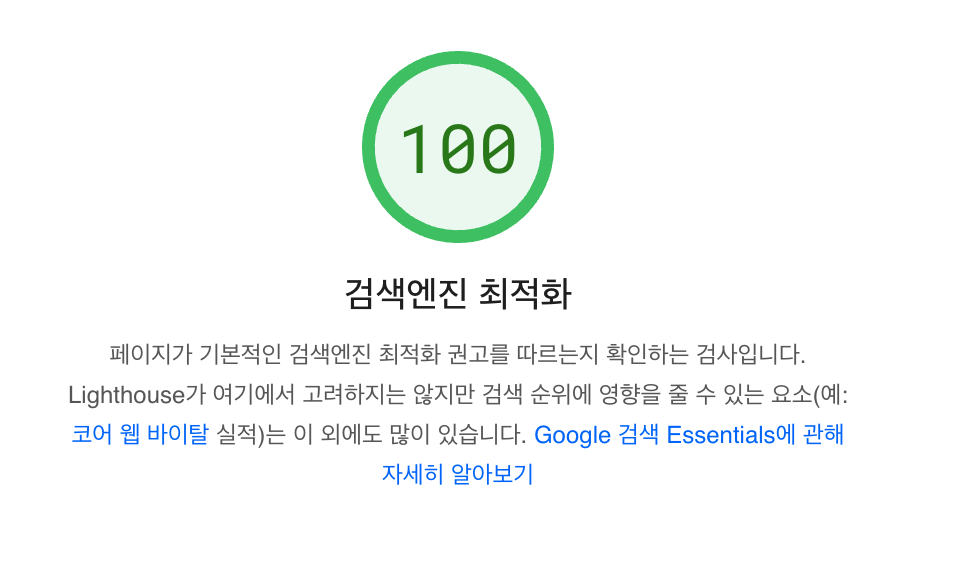 100
검색엔진 최적화
페이지가 기본적인 검색엔진 최적화 권고를 따르는지 확인하는 검사입니다.
Lighthouse가 여기에서 고려하지는 않지만 검색 순위에 영향을 줄 수 있는 요소(예:
코어 웹 바이탈 실적)는 이 외에도 많이 있습니다. Google 검색 Essentials에 관해
자세히 알아보기